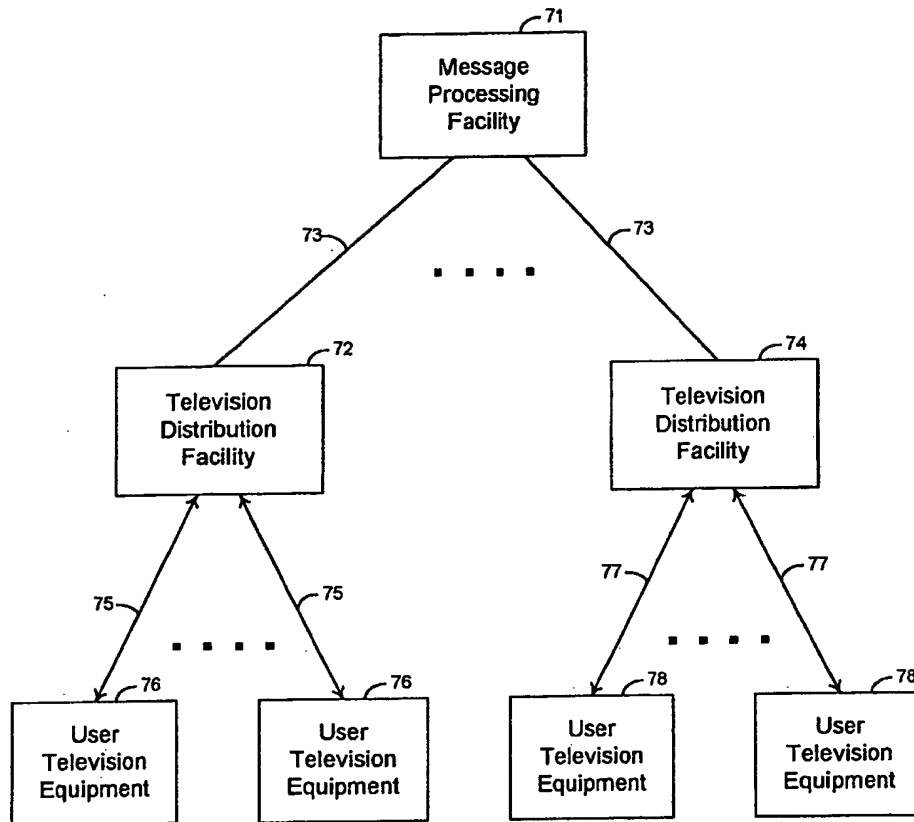 71
Message
Processing
Facility
73
73
72
74
Television
Distribution
Facility
Television
Distribution
Facility
75
75
77
77
76
76
78
78
User
Television
Equipment
User
Television
Equipment
User
Television
Equipment
User
Television
Equipment